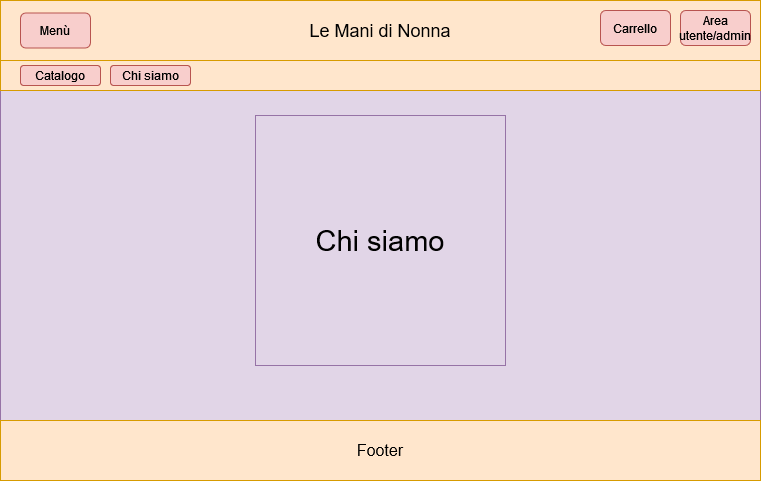 Menù
Le Mani di Nonna
Carrello
Area
utente/admin
Catalogo
Chi siamo
Chi siamo
Footer